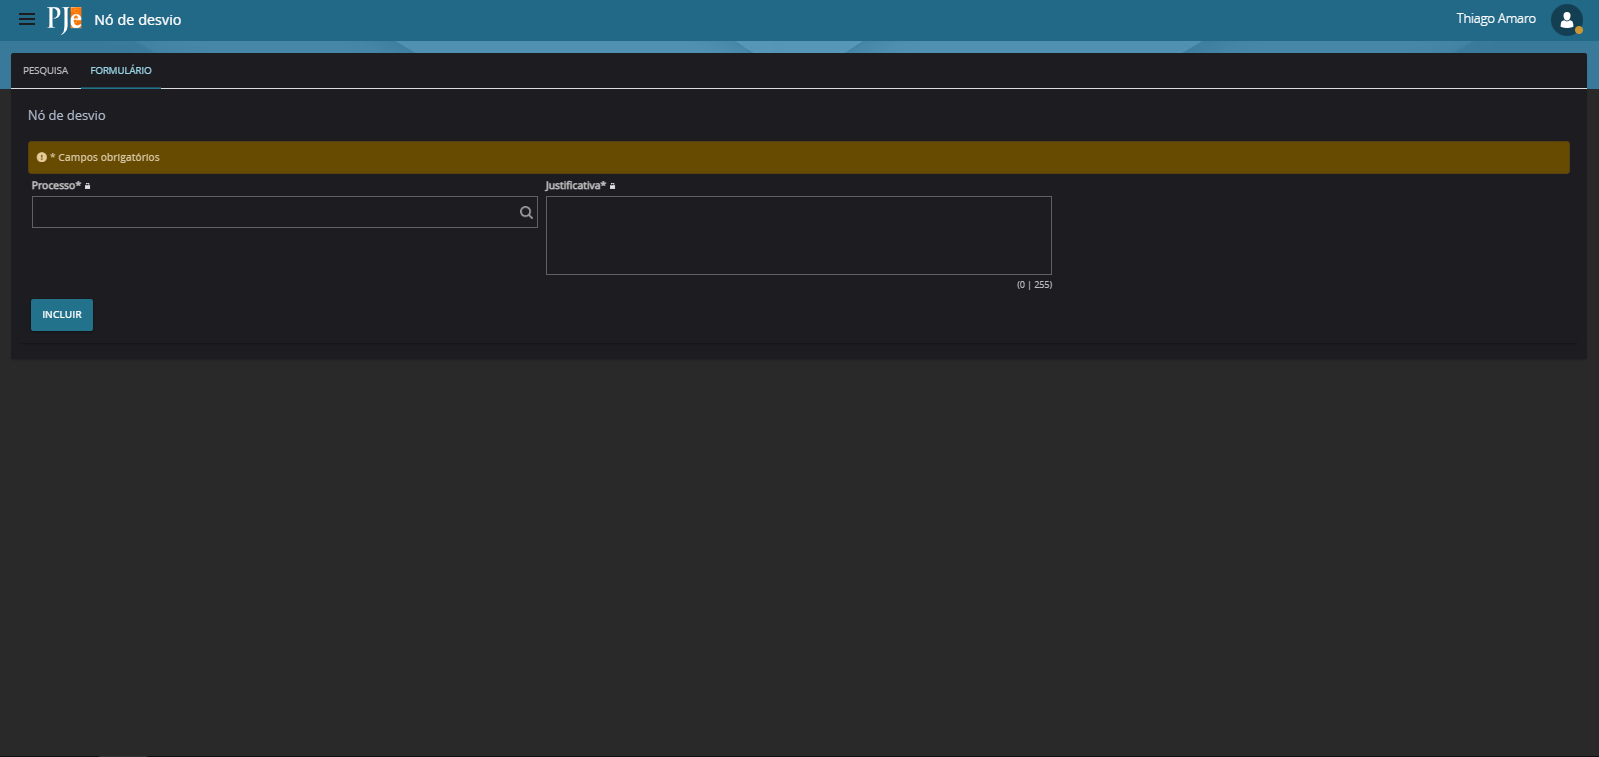 PJe Nó de desvio
Thiago Amaro
PESQUISA FORMULÁRIO
Nó de desvio
* Campos obrigatórios
Processo* Justificativa*
(0 | 255)
INCLUIR